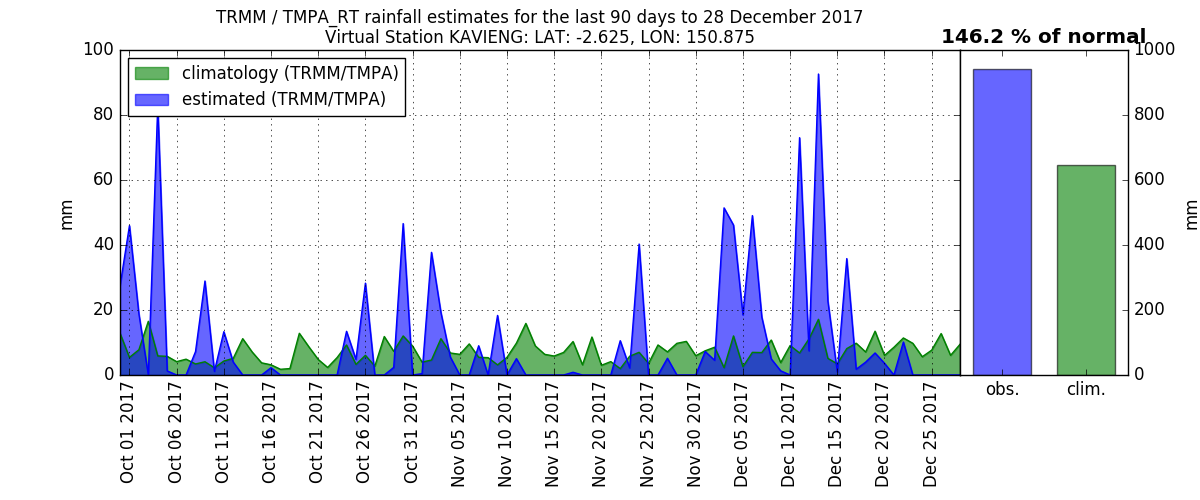 TRMM / TMPA_RT rainfall estimates for the last 90 days to 28 December 2017
Virtual Station KAVIENG: LAT: -2.625, LON: 150.875
146.2 % of normal
climatology (TRMM/TMPA)
estimated (TRMM/TMPA)
mm
100
80
60
40
20
0
Oct 01 2017
Oct 06 2017
Oct 11 2017
Oct 16 2017
Oct 21 2017
Oct 26 2017
Oct 31 2017
Nov 05 2017
Nov 10 2017
Nov 15 2017
Nov 20 2017
Nov 25 2017
Nov 30 2017
Dec 05 2017
Dec 10 2017
Dec 15 2017
Dec 20 2017
Dec 25 2017
obs.
clim.
1000
800
600
400
200
0
mm